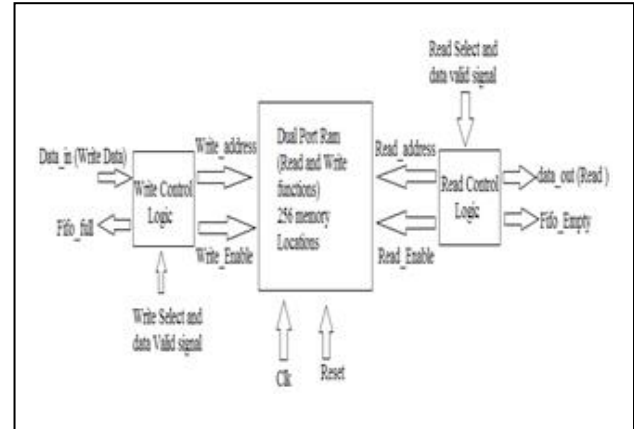 Read Select and
data valid signal
Data_in (Write Data)
Write Control
Logic
Fifo_full
Write Select and
data Valid signal
Write_address
Write_Enable
Dual Port Ram
(Read and Write
functions)
256 memory
Locations
Clk
Reset
Read_address
Read_Enable
Read Control
Logic
data_out (Read )
Fifo_Empty